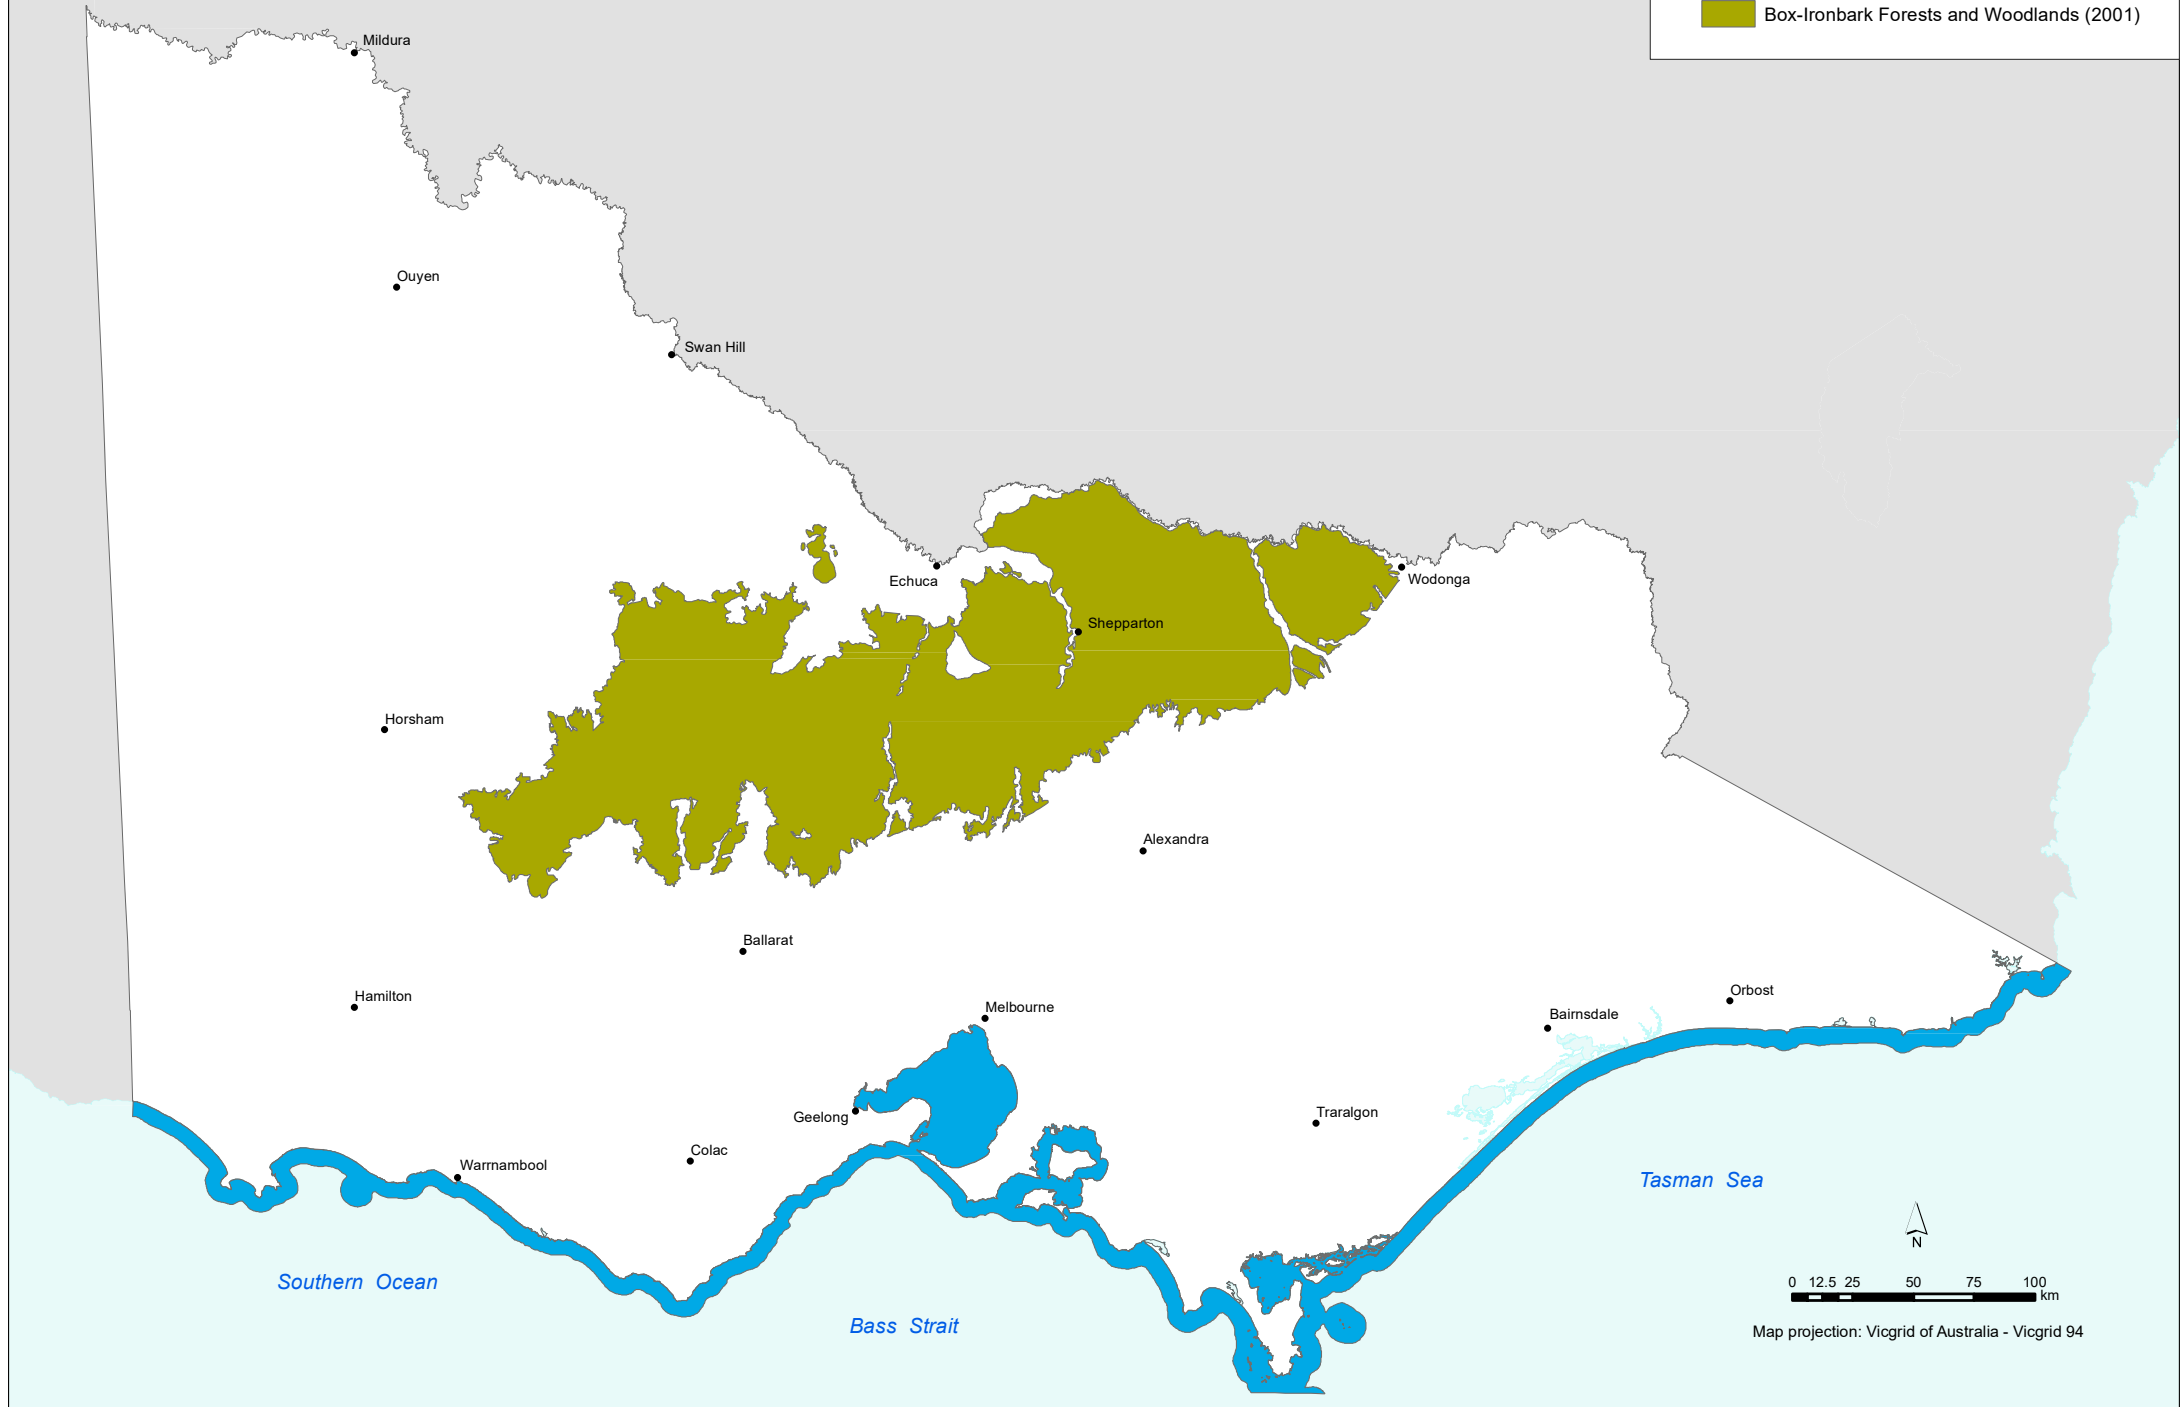 Box-Ironbark Forests and Woodlands (2001)
Mildura
Ouyen
Swan Hill
Echuca
Wodonga
Shepparton
Horsham
Alexandra
Ballarat
Hamilton
Melbourne
Orbost
Bairnsdale
Geelong
Traralgon
Colac
Warrnambool
Tasman Sea
N
Southern Ocean
0 12.5 25 50 75 100
km
Bass Strait
Map projection: Vicgrid of Australia - Vicgrid 94